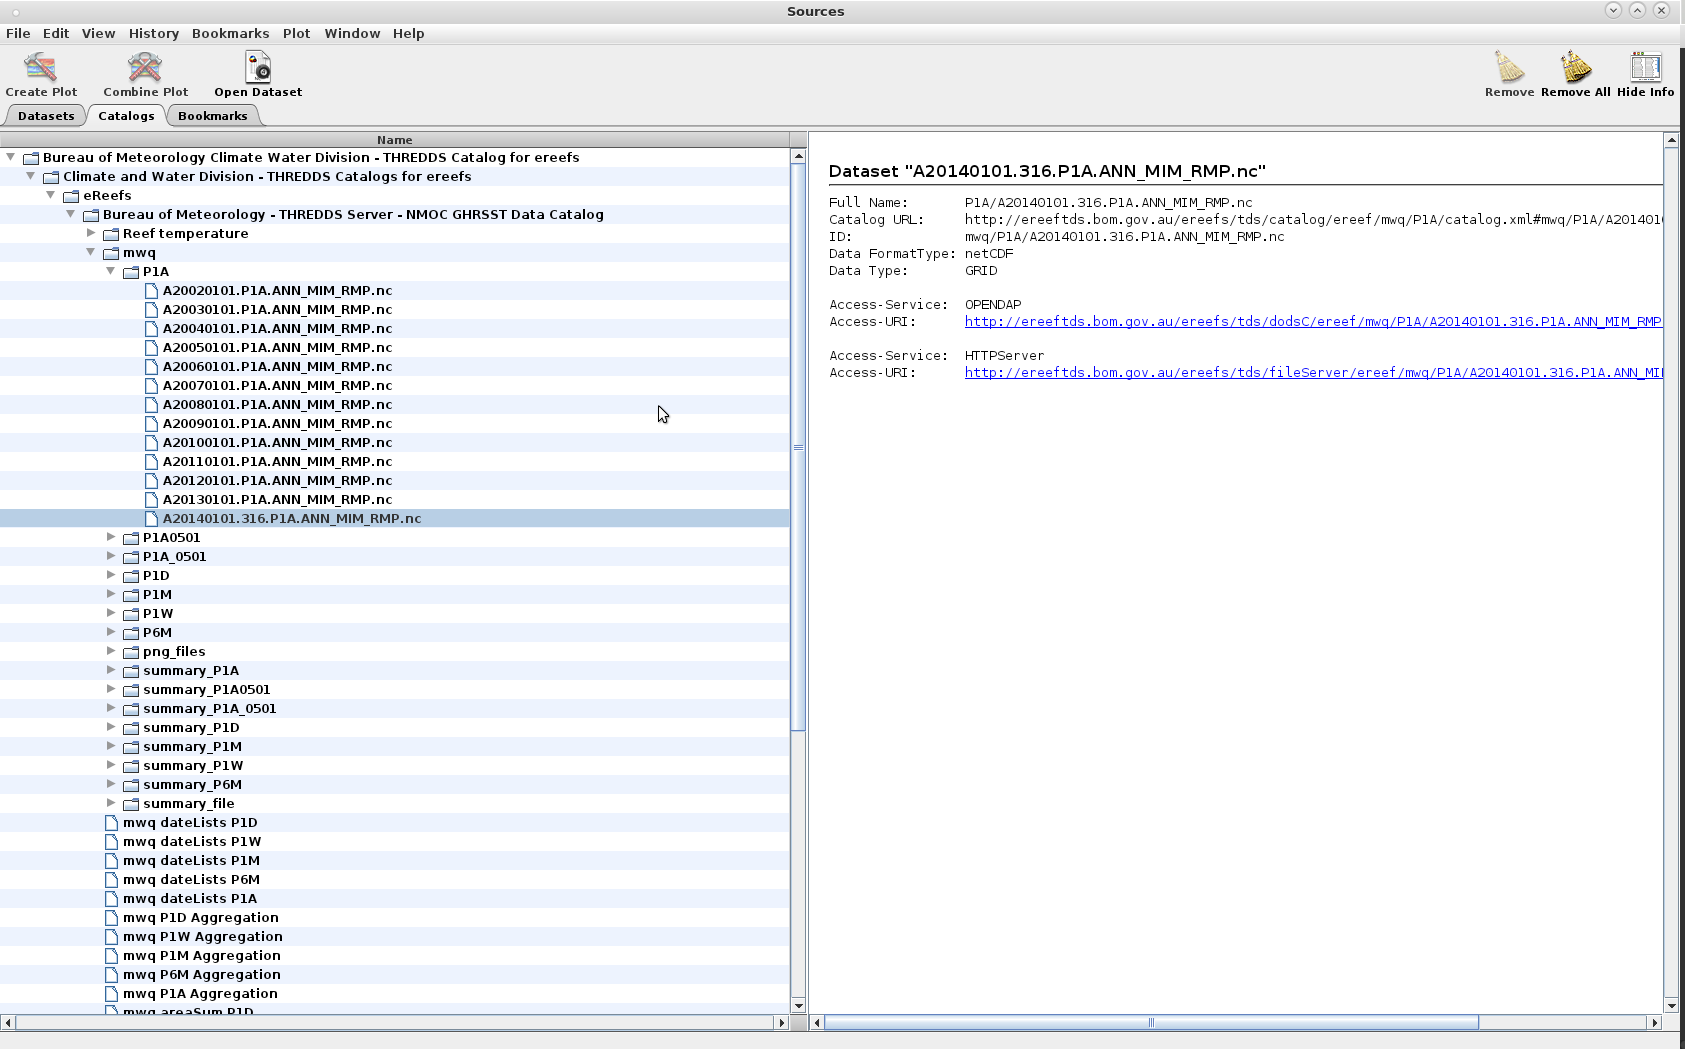 Sources
File Edit View History Bookmarks Plot Window Help
Create Plot Combine Plot Open Dataset Remove Remove All Hide Info
Datasets Catalogs Bookmarks
Name
Bureau of Meteorology Climate Water Division - THREDDS Catalog for ereefs
Climate and Water Division - THREDDS Catalogs for ereefs
eReefs
Bureau of Meteorology - THREDDS Server - NMOC GHRSST Data Catalog
Reef temperature
mwq
P1A
A20020101.P1A.ANN_MIM_RMP.nc
A20030101.P1A.ANN_MIM_RMP.nc
A20040101.P1A.ANN_MIM_RMP.nc
A20050101.P1A.ANN_MIM_RMP.nc
A20060101.P1A.ANN_MIM_RMP.nc
A20070101.P1A.ANN_MIM_RMP.nc
A20080101.P1A.ANN_MIM_RMP.nc
A20090101.P1A.ANN_MIM_RMP.nc
A20100101.P1A.ANN_MIM_RMP.nc
A20110101.P1A.ANN_MIM_RMP.nc
A20120101.P1A.ANN_MIM_RMP.nc
A20130101.P1A.ANN_MIM_RMP.nc
A20140101.316.P1A.ANN_MIM_RMP.nc
P1A0501
P1A_0501
P1D
P1M
P1W
P6M
png_files
summary_P1A
summary_P1A0501
summary_P1A_0501
summary_P1D
summary_P1M
summary_P1W
summary_P6M
summary_file
mwq dateLists P1D
mwq dateLists P1W
mwq dateLists P1M
mwq dateLists P6M
mwq dateLists P1A
mwq P1D Aggregation
mwq P1W Aggregation
mwq P1M Aggregation
mwq P6M Aggregation
mwq P1A Aggregation
mwq areaSum P1D
Dataset "A20140101.316.P1A.ANN_MIM_RMP.nc"
Full Name: P1A/A20140101.316.P1A.ANN_MIM_RMP.nc
Catalog URL: http://ereeftds.bom.gov.au/ereefs/tds/catalog/ereef/mwq/P1A/catalog.xml#mwq/P1A/A201401
ID: mwq/P1A/A20140101.316.P1A.ANN_MIM_RMP.nc
Data FormatType: netCDF
Data Type: GRID
Access-Service: OPENDAP
Access-URI: http://ereeftds.bom.gov.au/ereefs/tds/dodsC/ereef/mwq/P1A/A20140101.316.P1A.ANN_MIM_RMP
Access-Service: HTTPServer
Access-URI: http://ereeftds.bom.gov.au/ereefs/tds/fileServer/ereef/mwq/P1A/A20140101.316.P1A.ANN_MI